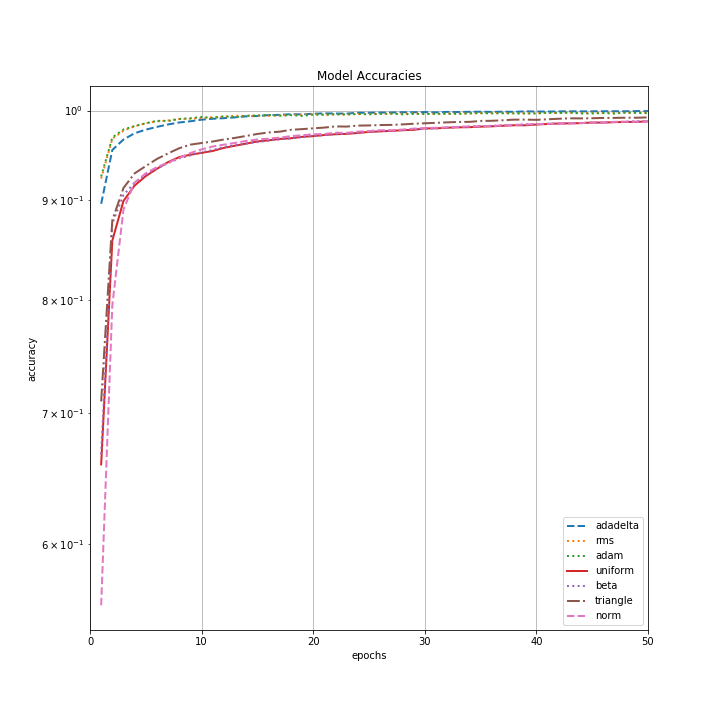 Model Accuracies
10⁰
9 × 10⁻¹
8 × 10⁻¹
7 × 10⁻¹
6 × 10⁻¹
accuracy
0 10 20 30 40 50
epochs
adadelta
rms
adam
uniform
beta
triangle
norm